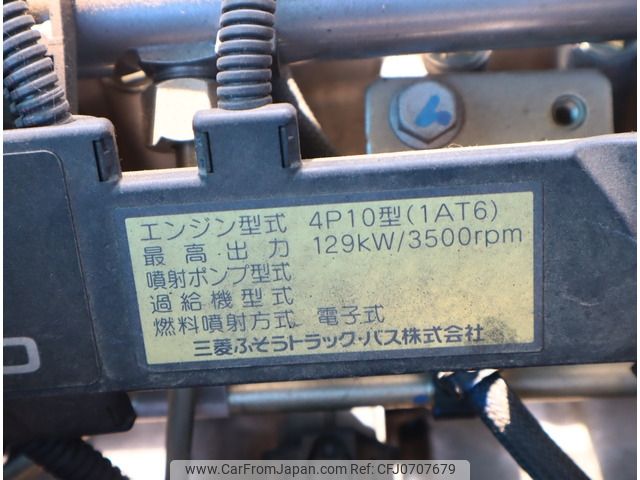 エンジン型式 4P10型(1AT6)
最高出力 129kW/3500rpm
噴射ポンプ型式
過給機型式
燃料噴射方式 電子式
三菱ふそうトラック・バス株式会社
www.CarFromJapan.com|CFJ-01/0707679